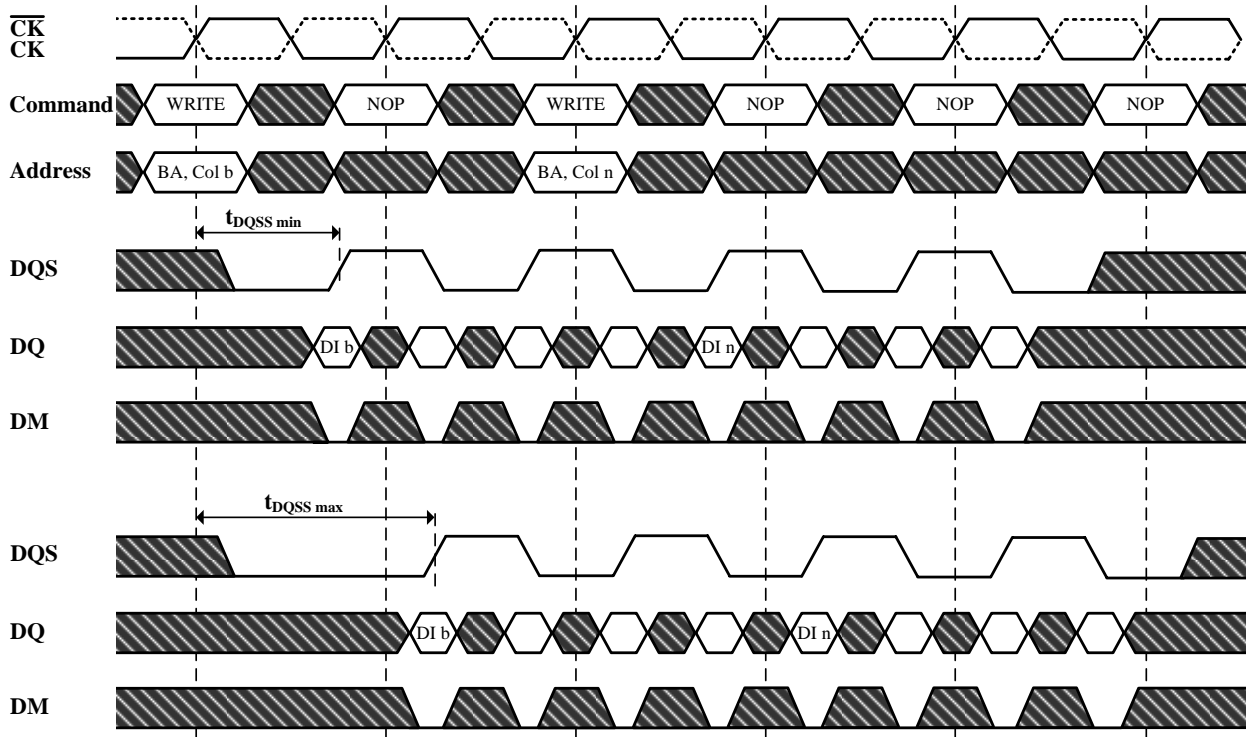 C̅K̅
CK
Command WRITE NOP WRITE NOP NOP NOP
Address BA, Col b BA, Col n
tDQSS min
DQS
DQ DI b DI n
DM
tDQSS max
DQS
DQ DI b DI n
DM